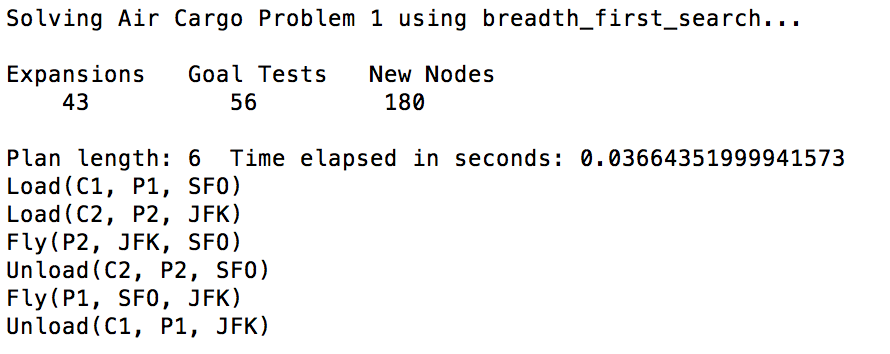 Solving Air Cargo Problem 1 using breadth_first_search...
Expansions   Goal Tests   New Nodes
43   56   180
Plan length: 6  Time elapsed in seconds: 0.03664351999941573
Load(C1, P1, SFO)
Load(C2, P2, JFK)
Fly(P2, JFK, SFO)
Unload(C2, P2, SFO)
Fly(P1, SFO, JFK)
Unload(C1, P1, JFK)